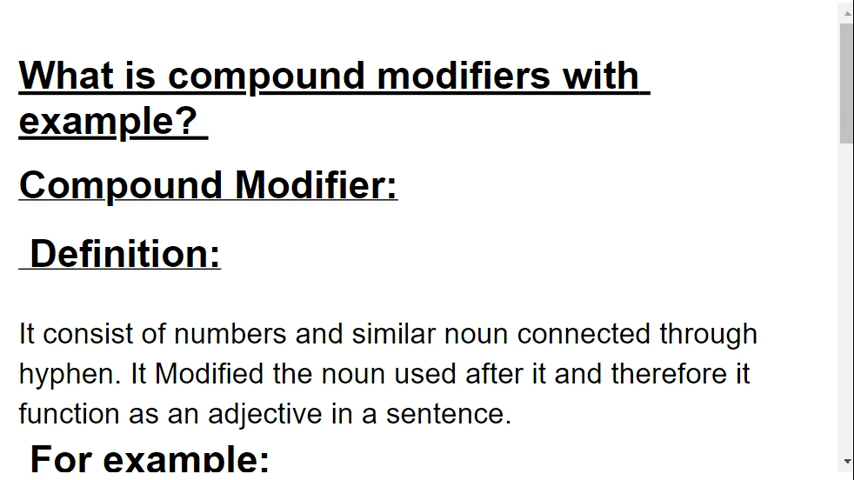 What is compound modifiers with
example?
Compound Modifier:
Definition:
It consist of numbers and similar noun connected through
hyphen. It Modified the noun used after it and therefore it
function as an adjective in a sentence.
For example: